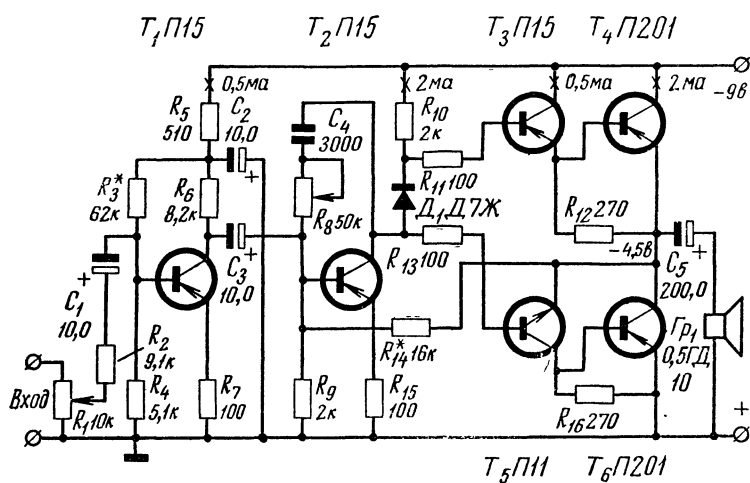 T₁П15
T₂П15
T₃П15
T₄П201
0,5ма
2ма
0,5ма
2ма
-9в
R₅
510
C₂
10,0
C₄
3000
R₁₀
2к
R₃*
62к
R₆
8,2к
R₈50к
R₁₁100
Д₁Д7Ж
R₁₂270
-4,5в
C₁
10,0
C₃
10,0
R₁₃
100
C₅
200,0
R₂
9,1к
R₁₄*16к
Гр₁
0,5ГД
10
Вход
R₁10к
R₄
5,1к
R₇
100
R₉
2к
R₁₅
100
R₁₆270
T₅П11
T₆П201